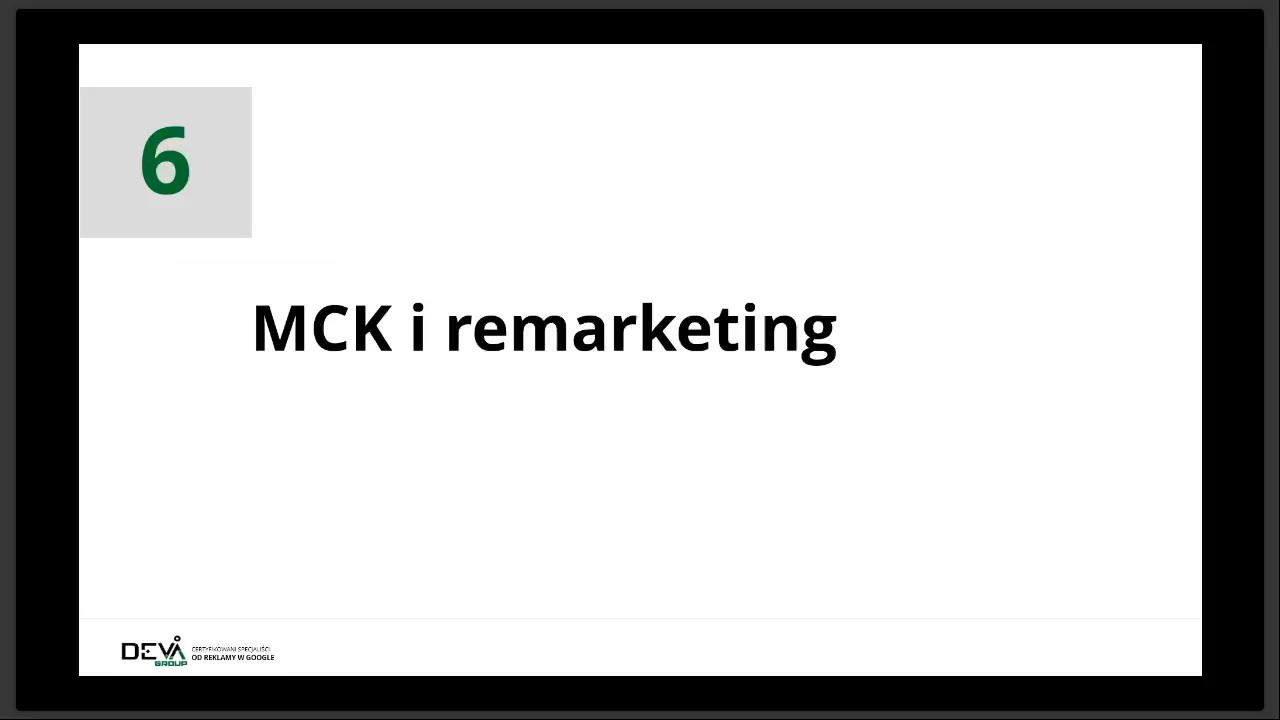 6
MCK i remarketing
DEVA GROUP
CERTYFIKOWANI SPECJALIŚCI
OD REKLAMY W GOOGLE